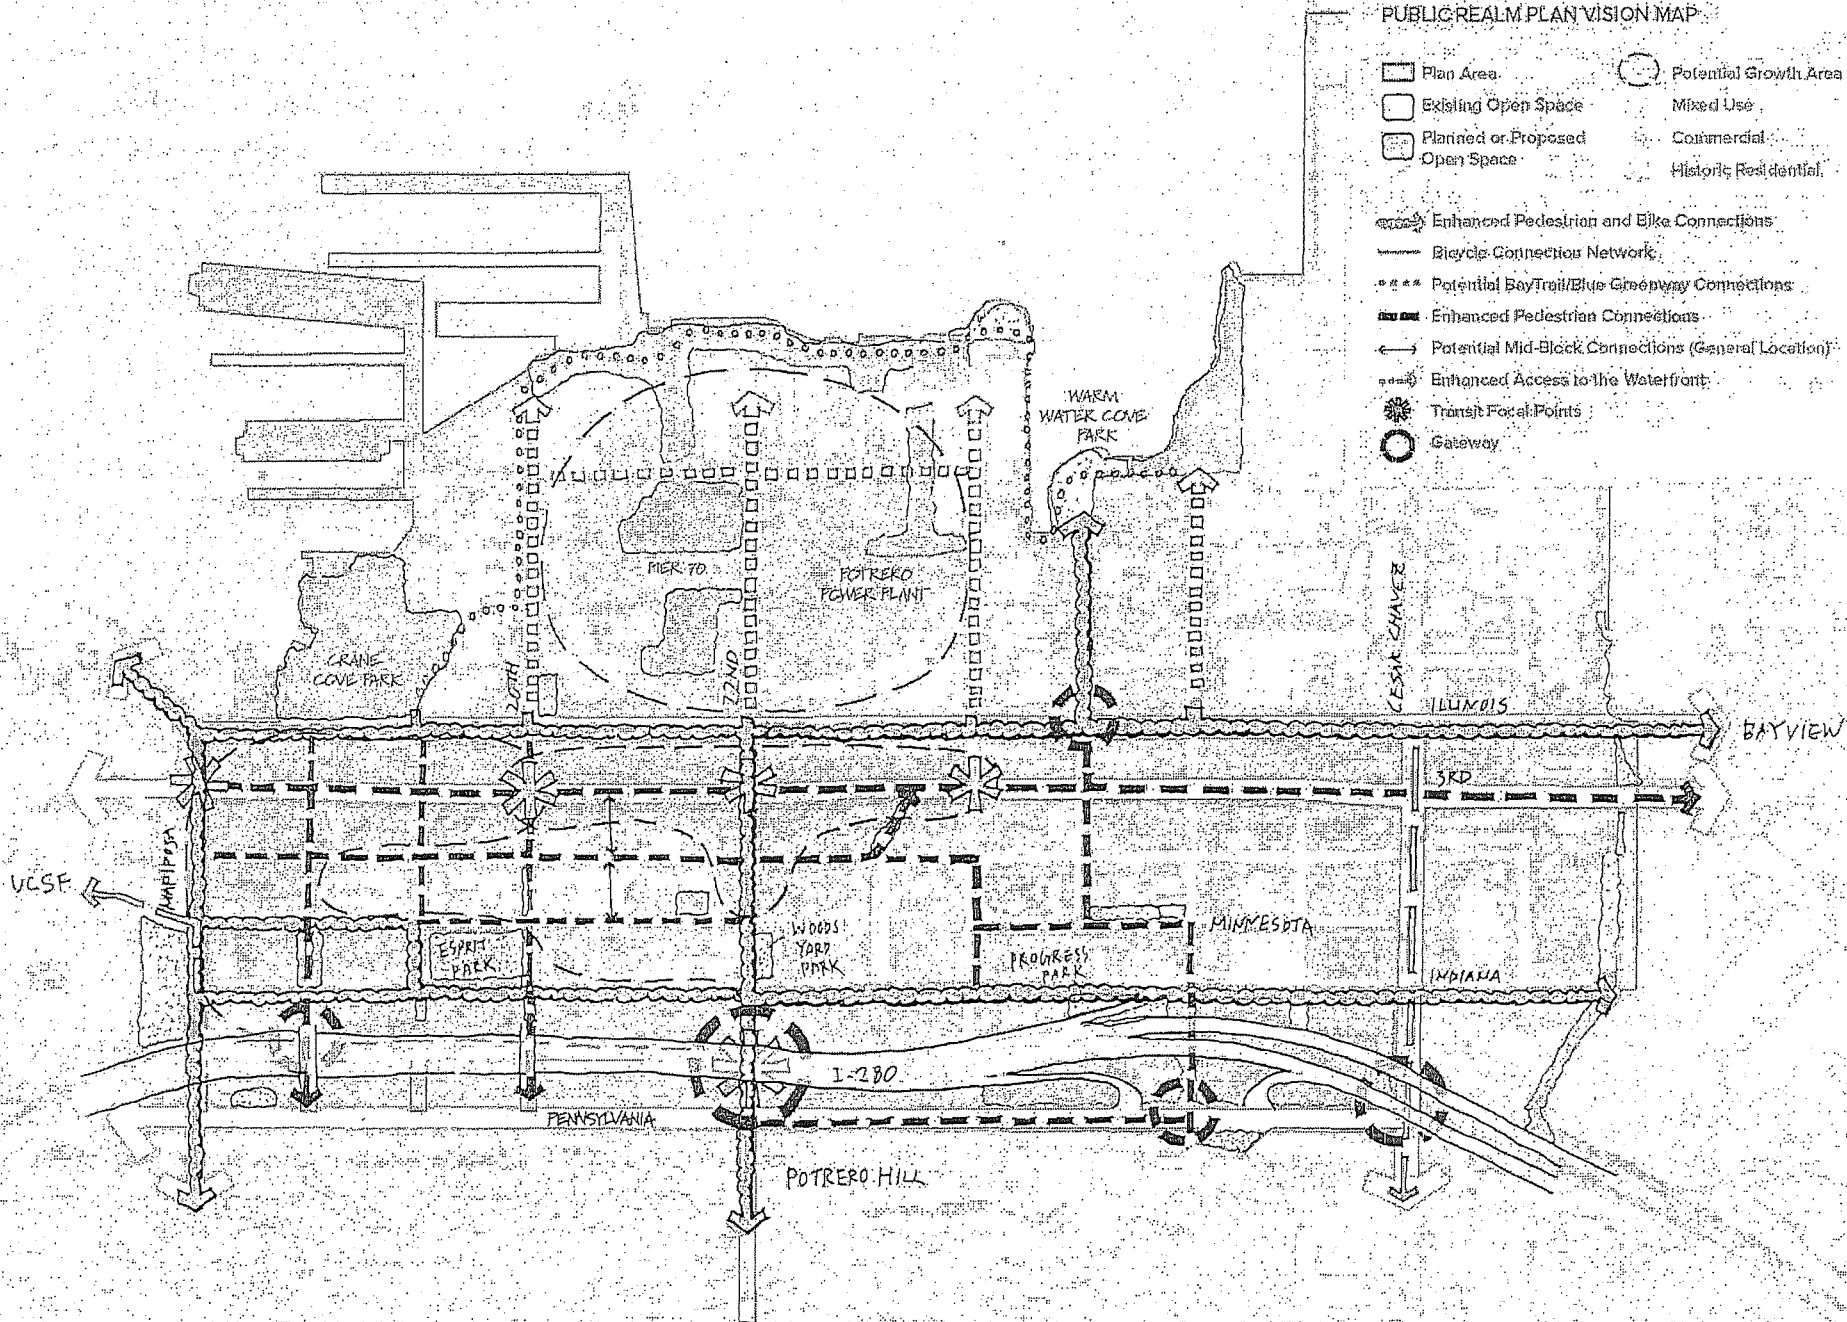 PUBLIC REALM PLAN VISION MAP
Plan Area
Existing Open Space
Planned or Proposed
Open Space
Potential Growth Area
Mixed Use
Commercial
Historic Residential
Enhanced Pedestrian and Bike Connections
Bicycle Connection Network
Potential BayTrail/Blue Greenway Connections
Enhanced Pedestrian Connections
Potential Mid-Block Connections (General Location)
Enhanced Access to the Waterfront
Transit Focal Points
Gateway
WARM
WATER COVE
PARK
PIER 70
POTRERO
POWER PLANT
CRANE
COVE PARK
20TH
22ND
CESAR CHAVEZ
ILLINOIS
BAYVIEW
3RD
MARIPOSA
UCSF
ESPRIT
PARK
WOODS
YARD
PARK
PROGRESS
PARK
MINNESOTA
INDIANA
I-280
PENNSYLVANIA
POTRERO HILL